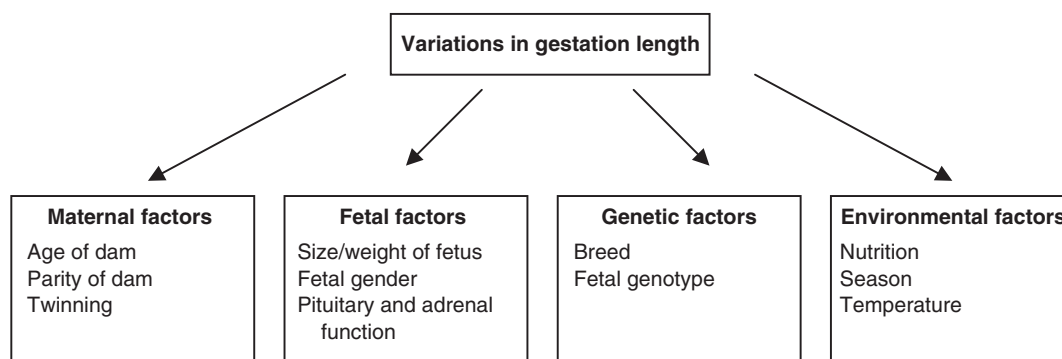 Variations in gestation length
Maternal factors
Age of dam
Parity of dam
Twinning
Fetal factors
Size/weight of fetus
Fetal gender
Pituitary and adrenal
function
Genetic factors
Breed
Fetal genotype
Environmental factors
Nutrition
Season
Temperature